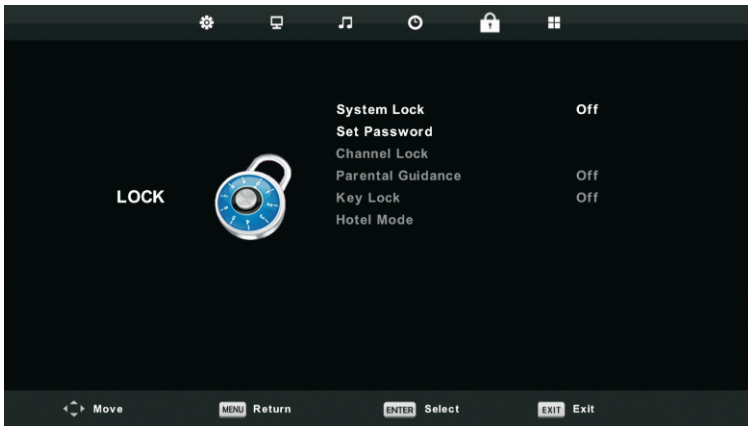 System Lock Off
Set Password
Channel Lock
Parental Guidance Off
LOCK
Key Lock Off
Hotel Mode
Move MENU Return ENTER Select EXIT Exit